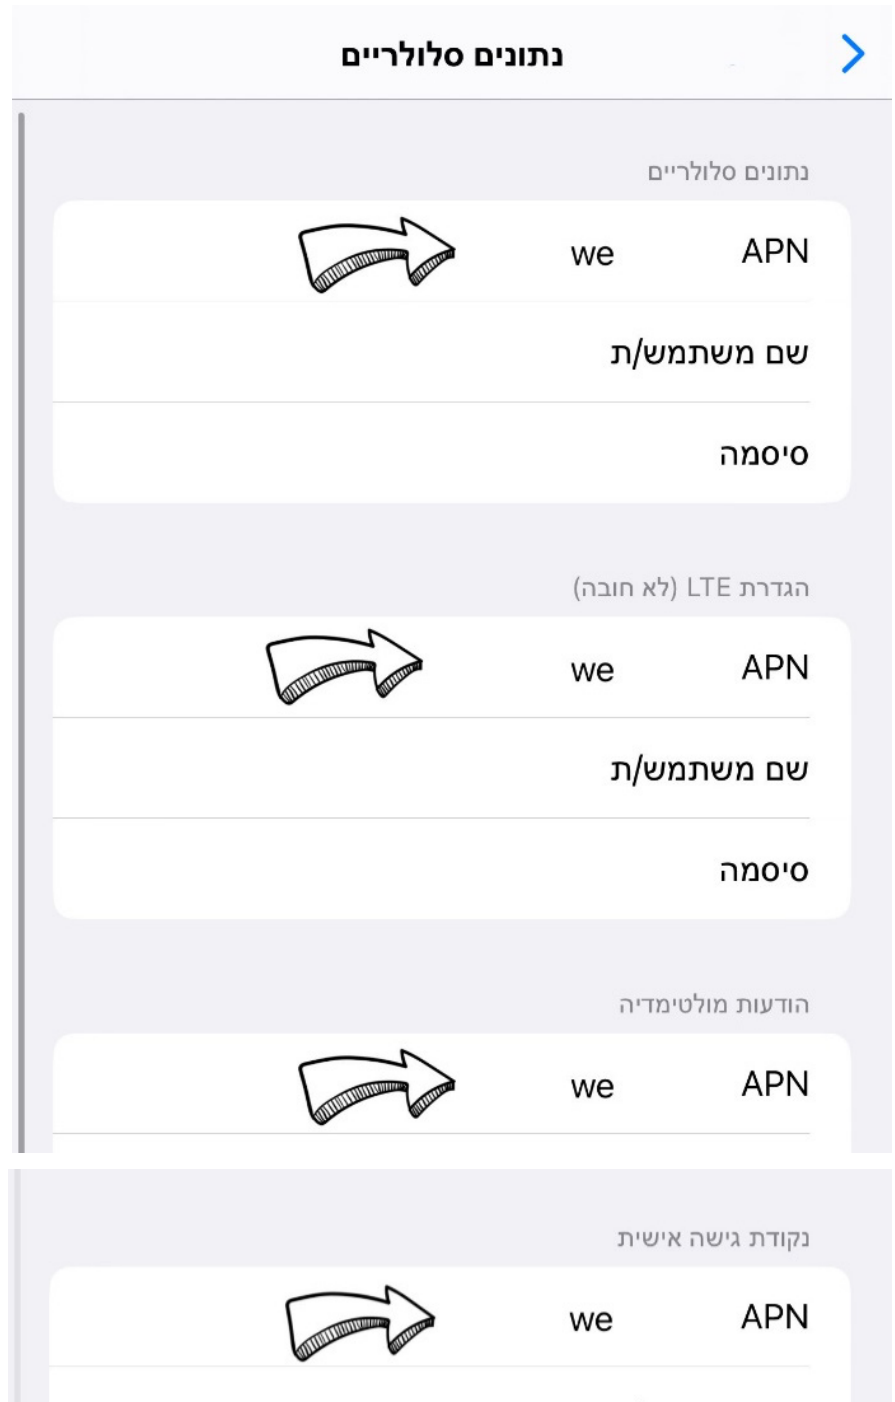 נתונים סלולריים
נתונים סלולריים
APN we
שם משתמש/ת
סיסמה
הגדרת LTE (לא חובה)
APN we
שם משתמש/ת
סיסמה
הודעות מולטימדיה
APN we
נקודת גישה אישית
APN we